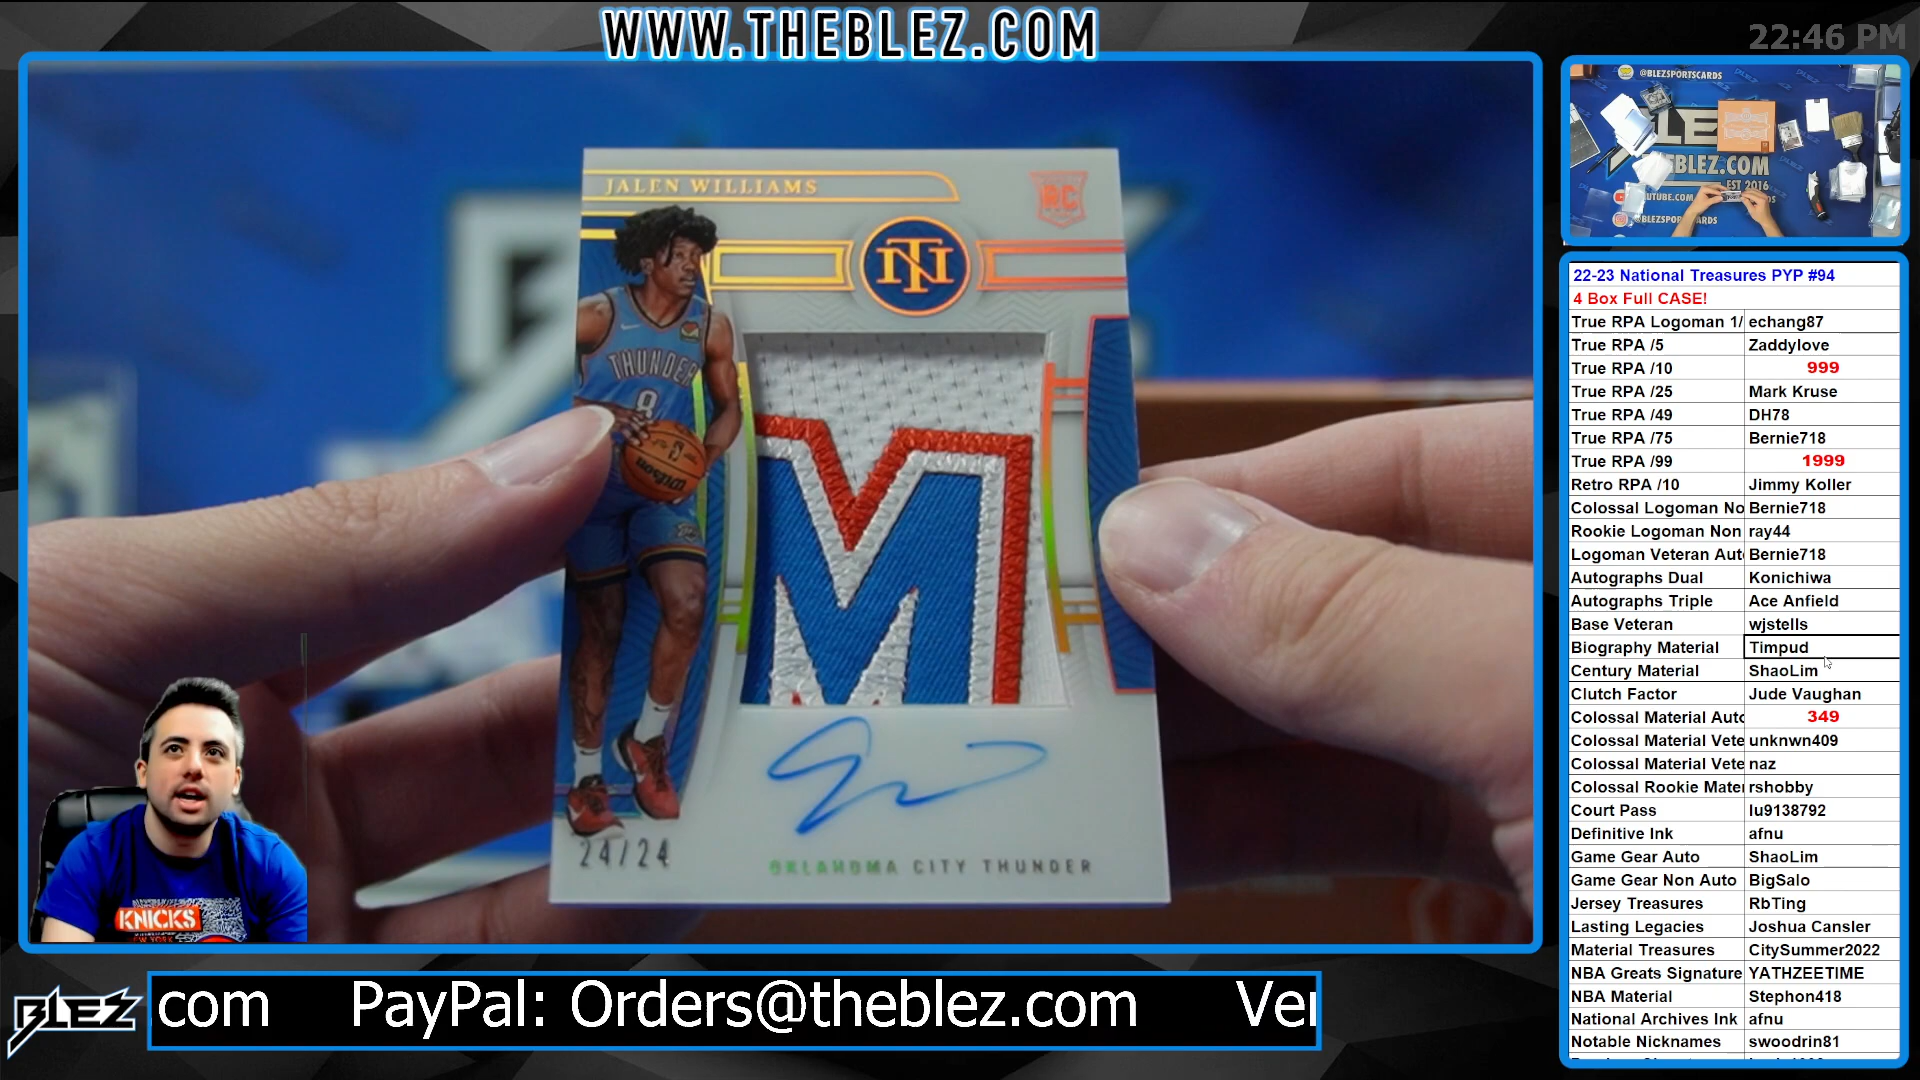 WWW.THEBLEZ.COM
22:46 PM
JALEN WILLIAMS
RC
NT
THUNDER
8
Wilson
24/24
OKLAHOMA CITY THUNDER
KNICKS
NEW YORK
BLEZ
com PayPal: Orders@theblez.com Ver
@BLEZSPORTSCARDS
BLEZ.COM
EST 2016
22-23 National Treasures PYP #94
4 Box Full CASE!
True RPA Logoman 1/ echang87
True RPA /5 Zaddylove
True RPA /10 999
True RPA /25 Mark Kruse
True RPA /49 DH78
True RPA /75 Bernie718
True RPA /99 1999
Retro RPA /10 Jimmy Koller
Colossal Logoman No Bernie718
Rookie Logoman Non ray44
Logoman Veteran Aut Bernie718
Autographs Dual Konichiwa
Autographs Triple Ace Anfield
Base Veteran wjstells
Biography Material Timpud
Century Material ShaoLim
Clutch Factor Jude Vaughan
Colossal Material Auto 349
Colossal Material Vete unknwn409
Colossal Material Vete naz
Colossal Rookie Mater rshobby
Court Pass lu9138792
Definitive Ink afnu
Game Gear Auto ShaoLim
Game Gear Non Auto BigSalo
Jersey Treasures RbTing
Lasting Legacies Joshua Cansler
Material Treasures CitySummer2022
NBA Greats Signature YATHZEETIME
NBA Material Stephon418
National Archives Ink afnu
Notable Nicknames swoodrin81